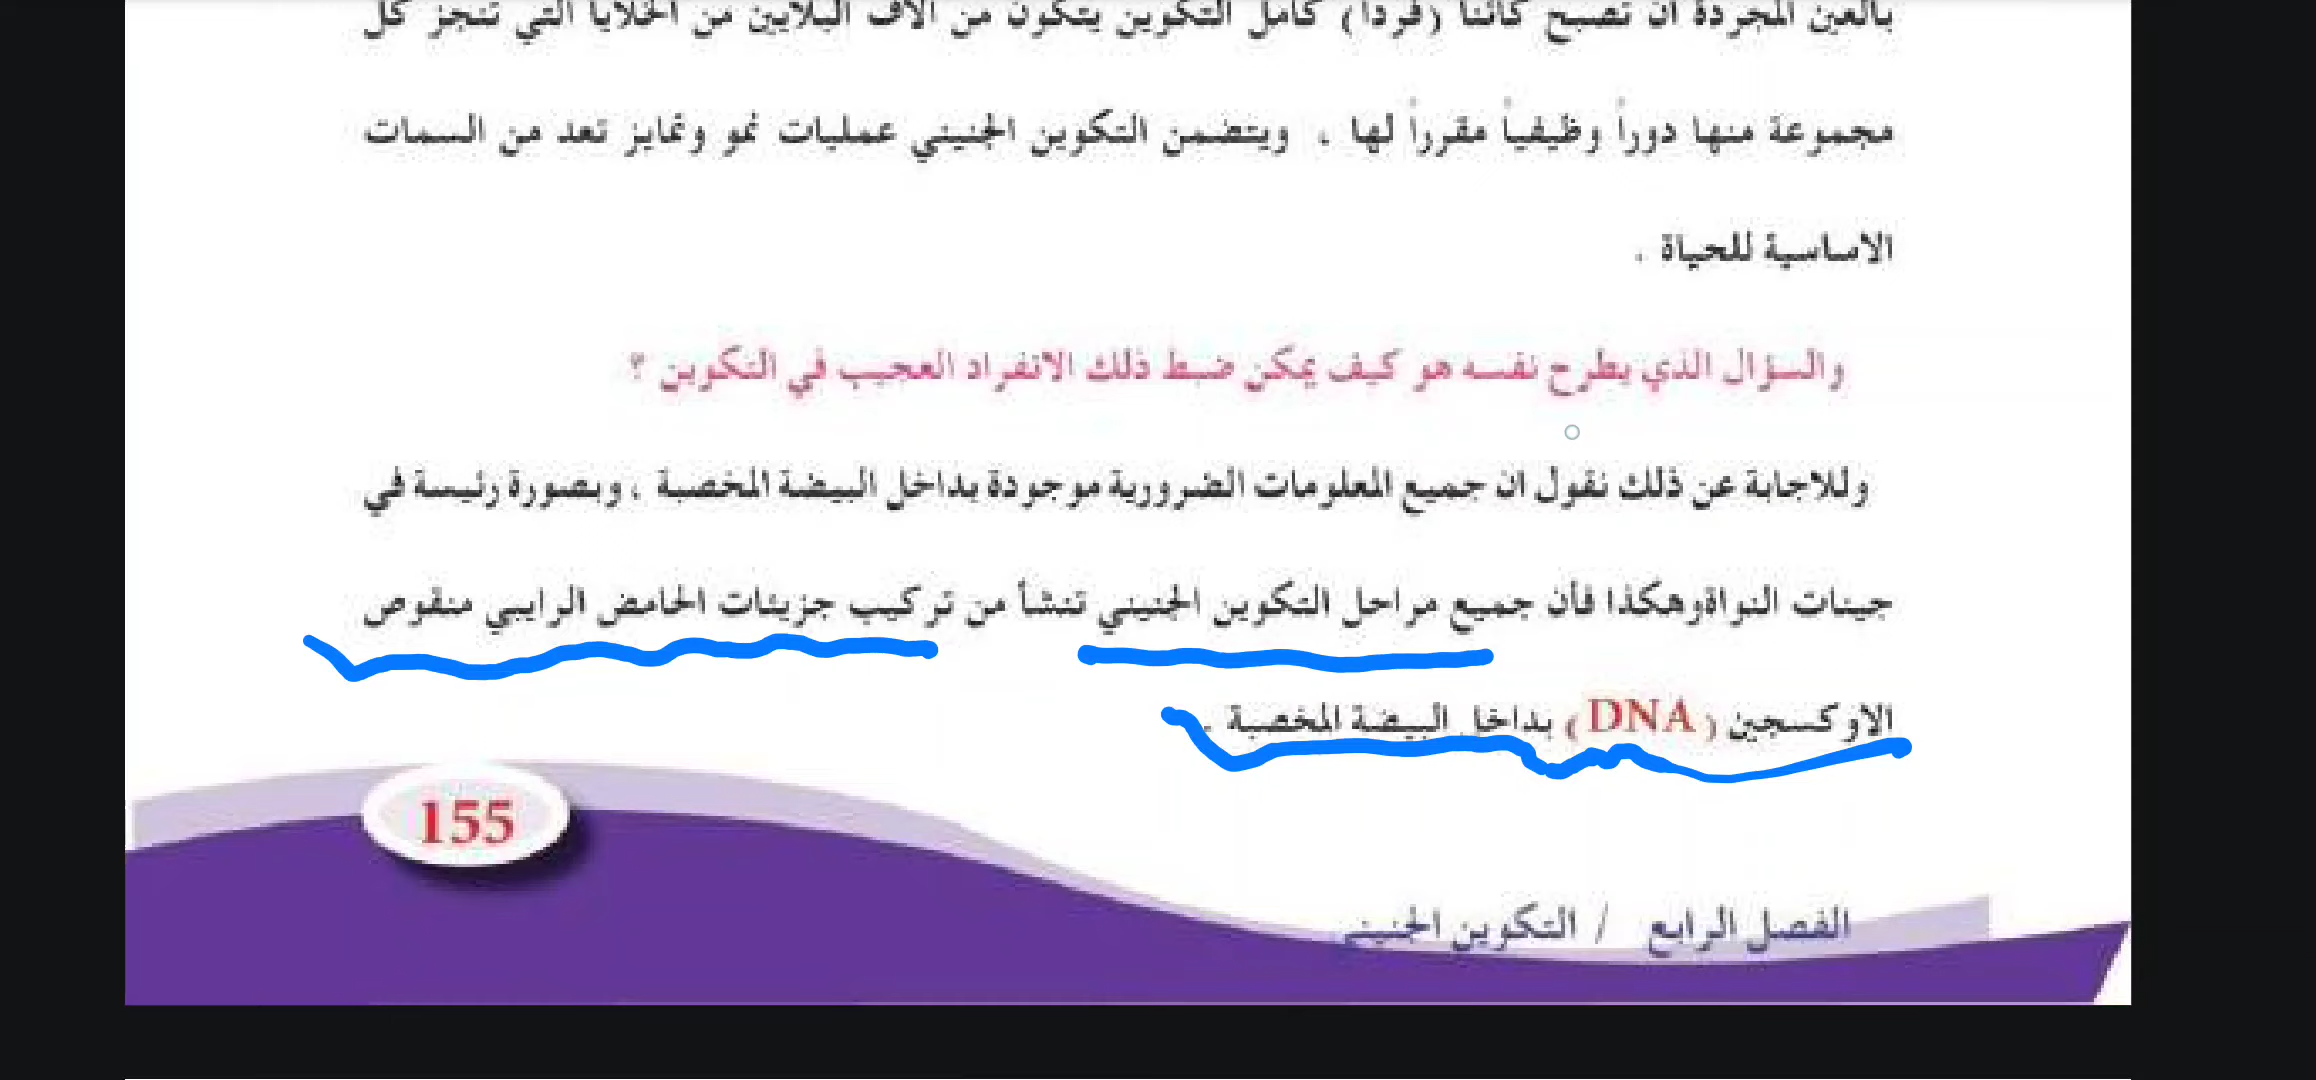 بالعين المجردة ان تصبح كائنا (فردا) كامل التكوين يتكون من الاف البلايين من الخلايا التي تنجز كل
مجموعة منها دوراً وظيفياً مقرراً لها . ويتضمن التكوين الجنيني عمليات نمو وتمايز تعد من السمات
الاساسية للحياة .
والسؤال الذي يطرح نفسه هو كيف يمكن ضبط ذلك الانفراد العجيب في التكوين ؟
وللاجابة عن ذلك نقول ان جميع المعلومات الضرورية موجودة بداخل البيضة المخصبة ، وبصورة رئيسة في
جينات النواةوهكذا فأن جميع مراحل التكوين الجنيني تنشأ من تركيب جزيئات الحامض الرايبي منقوص
الاوكسجين (DNA) بداخل البيضة المخصبة .
155
الفصل الرابع / التكوين الجنيني